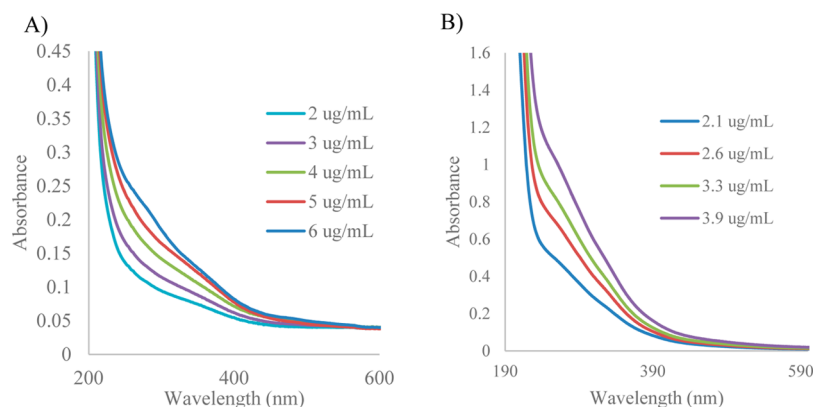 A)
0.45
0.4
0.35
0.3
0.25
0.2
0.15
0.1
0.05
0
200
400
600
Absorbance
Wavelength (nm)
2 ug/mL
3 ug/mL
4 ug/mL
5 ug/mL
6 ug/mL
B)
1.6
1.4
1.2
1
0.8
0.6
0.4
0.2
0
190
390
590
Absorbance
Wavelength (nm)
2.1 ug/mL
2.6 ug/mL
3.3 ug/mL
3.9 ug/mL